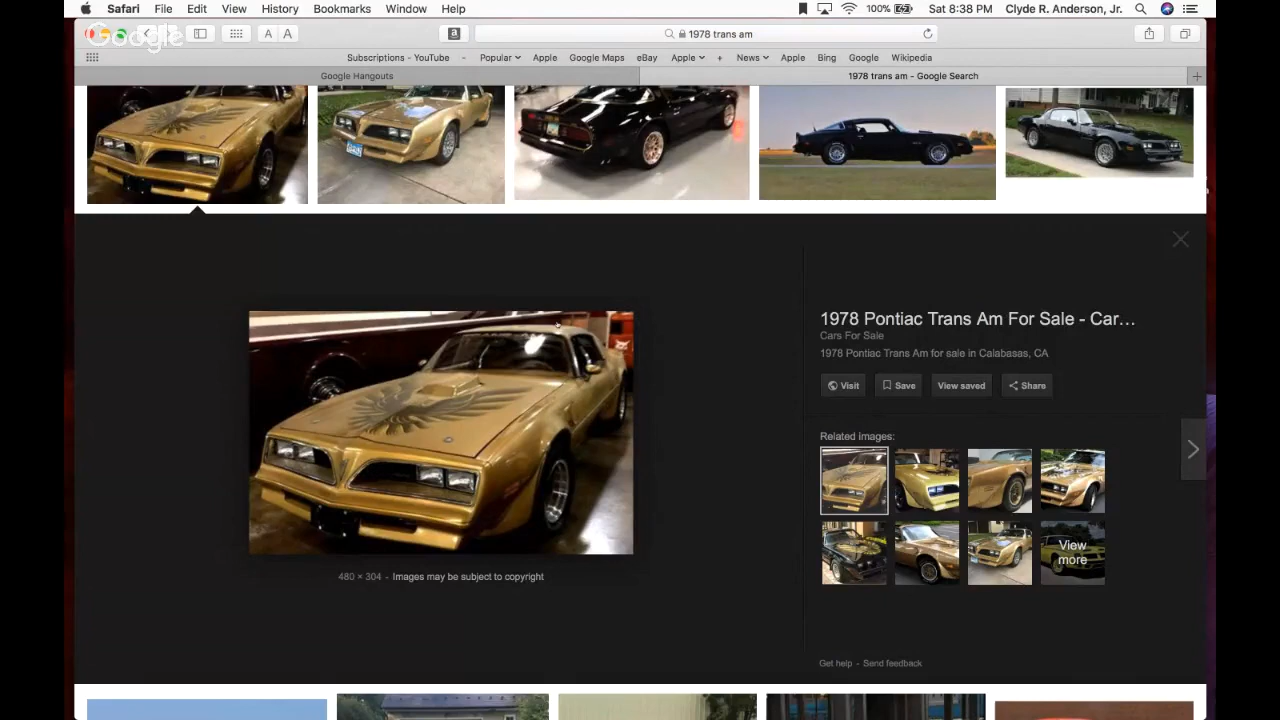 Safari File Edit View History Bookmarks Window Help 100% Sat 8:38 PM Clyde R. Anderson, Jr.
Google
A A a 1978 trans am
Subscriptions - YouTube Popular Apple Google Maps eBay Apple + News Apple Bing Google Wikipedia
Google Hangouts 1978 trans am - Google Search +
1978 Pontiac Trans Am For Sale - Car…
Cars For Sale
1978 Pontiac Trans Am for sale in Calabasas, CA
Visit Save View saved Share
Related images:
View
more
480 × 304 - Images may be subject to copyright
Get help - Send feedback